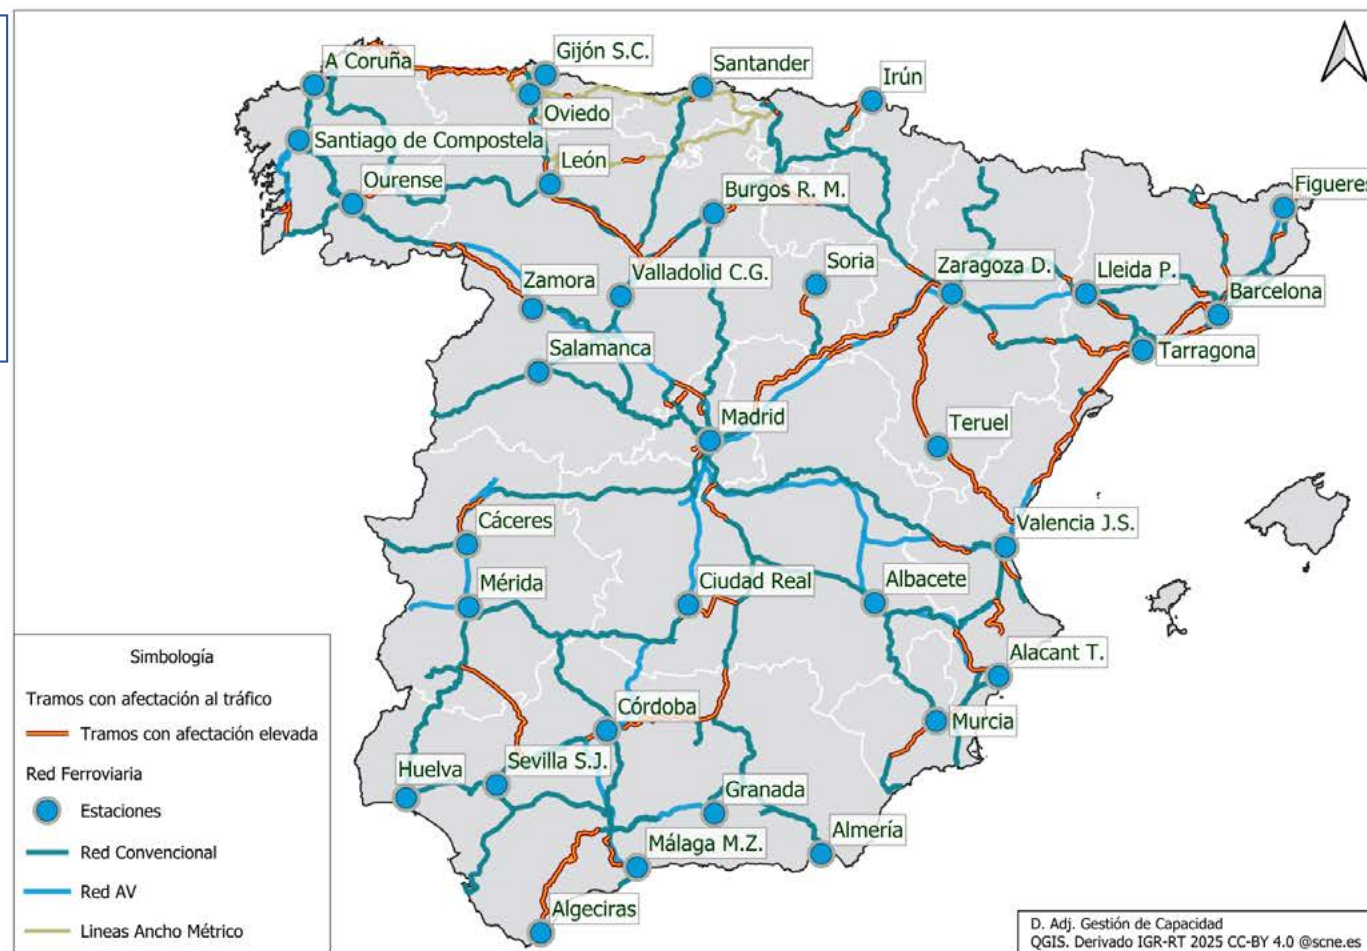 A Coruña
Gijón S.C.
Santander
Irún
Oviedo
Santiago de Compostela
León
Ourense
Burgos R. M.
Figueres
Soria
Zaragoza D.
Lleida P.
Valladolid C.G.
Zamora
Barcelona
Salamanca
Tarragona
Madrid
Teruel
Valencia J.S.
Cáceres
Ciudad Real
Albacete
Mérida
Alacant T.
Córdoba
Murcia
Huelva
Sevilla S.J.
Granada
Almería
Málaga M.Z.
Algeciras
Simbología
Tramos con afectación al tráfico
Tramos con afectación elevada
Red Ferroviaria
Estaciones
Red Convencional
Red AV
Lineas Ancho Métrico
D. Adj. Gestión de Capacidad
QGIS. Derivado IGR-RT 2025 CC-BY 4.0 @scne.es